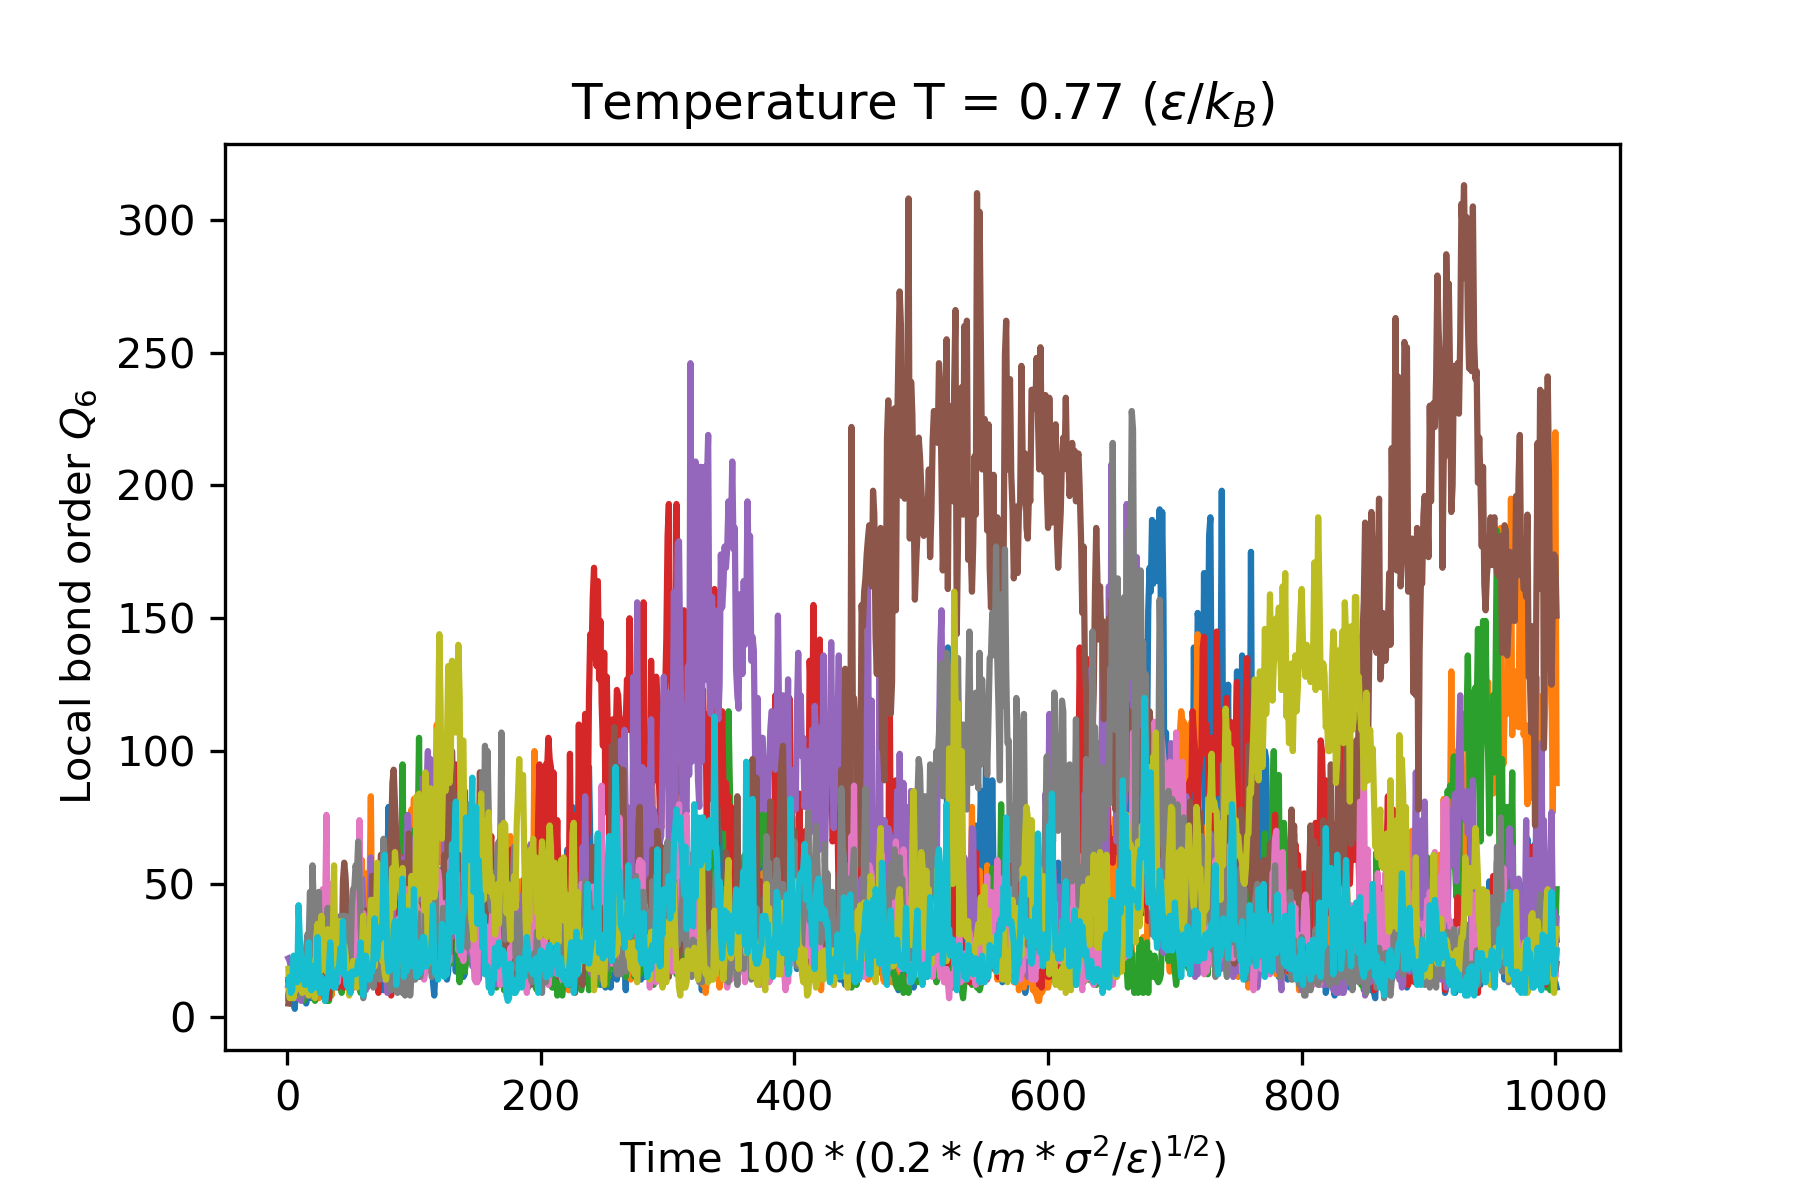 Temperature T = 0.77 (ε/k_B)
Local bond order Q_6
300
250
200
150
100
50
0
0 200 400 600 800 1000
Time 100 * (0.2 * (m * σ^2/ε)^{1/2})